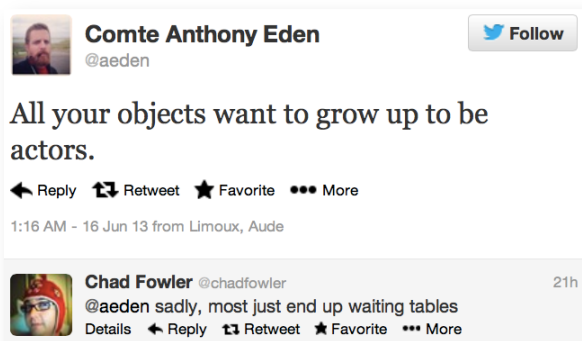 Comte Anthony Eden
Follow
@aeden
All your objects want to grow up to be
actors.
Reply Retweet Favorite More
1:16 AM - 16 Jun 13 from Limoux, Aude
Chad Fowler @chadfowler 21h
@aeden sadly, most just end up waiting tables
Details Reply Retweet Favorite More